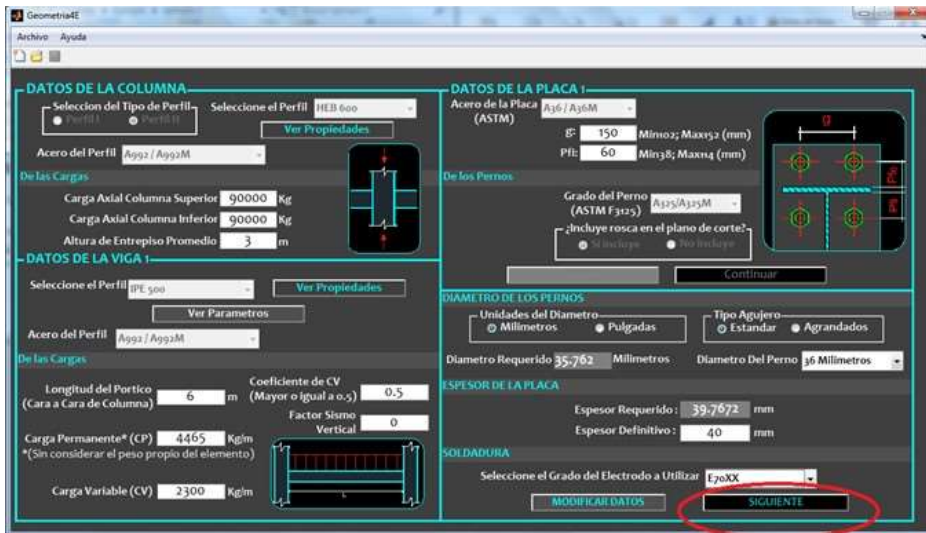 Geometria4E
Archivo Ayuda
DATOS DE LA COLUMNA
Seleccion del Tipo de Perfil
Perfil I Perfil H
Seleccione el Perfil HEB 600
Ver Propiedades
Acero del Perfil A992 / A992M
De las Cargas
Carga Axial Columna Superior 90000 Kg
Carga Axial Columna Inferior 90000 Kg
Altura de Entrepiso Promedio 3 m
DATOS DE LA VIGA 1
Seleccione el Perfil IPE 500
Ver Propiedades
Ver Parametros
Acero del Perfil A992 / A992M
De las Cargas
Longitud del Portico
(Cara a Cara de Columna) 6 m
Coeficiente de CV
(Mayor o igual a 0.5) 0.5
Factor Sismo
Vertical 0
Carga Permanente* (CP) 4465 Kg/m
*(Sin considerar el peso propio del elemento)
Carga Variable (CV) 2300 Kg/m
L
DATOS DE LA PLACA 1
Acero de la Placa
(ASTM) A36 / A36M
g: 150 Min102; Max152 (mm)
Pfi: 60 Min38; Max114 (mm)
De los Pernos
Grado del Perno
(ASTM F3125) A325/A325M
¿Incluye rosca en el plano de corte?
Si incluye No incluye
Continuar
g
Pfo
Pfi
DIAMETRO DE LOS PERNOS
Unidades del Diametro
Milimetros Pulgadas
Tipo Agujero
Estandar Agrandados
Diametro Requerido 35.762 Milimetros
Diametro Del Perno 36 Milimetros
ESPESOR DE LA PLACA
Espesor Requerido : 39.7672 mm
Espesor Definitivo : 40 mm
SOLDADURA
Seleccione el Grado del Electrodo a Utilizar E70XX
MODIFICAR DATOS
SIGUIENTE